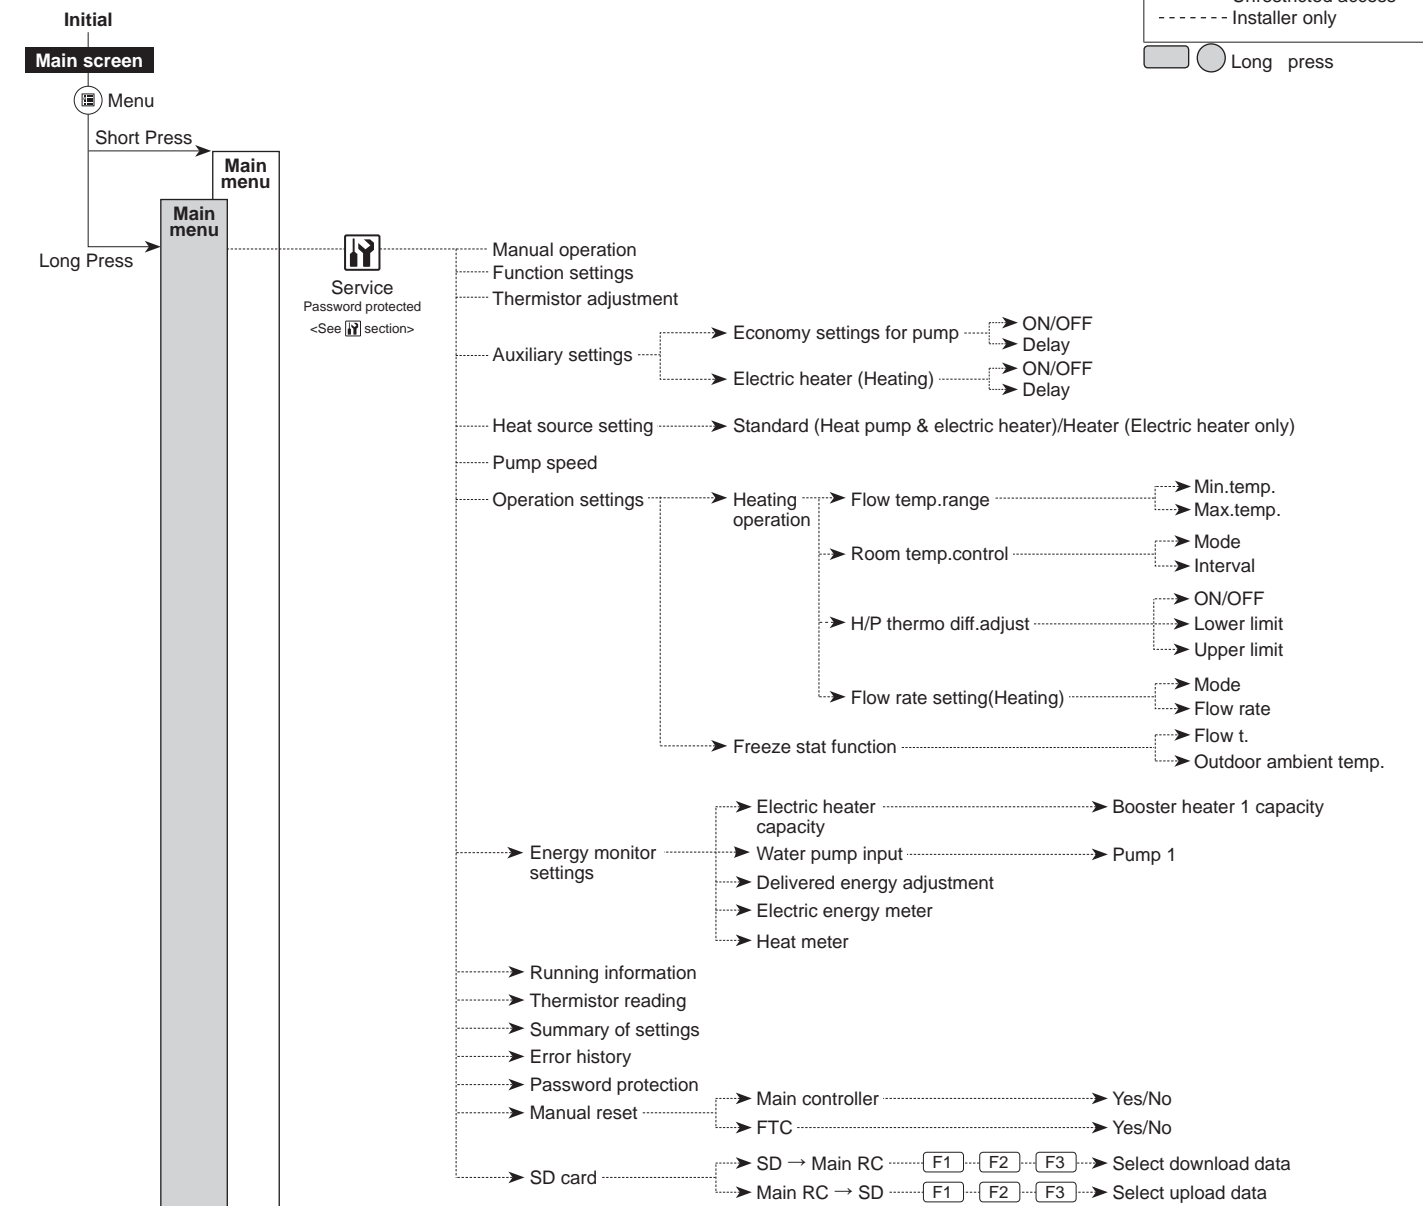 Unrestricted access
Installer only
Long press
Initial
Main screen
Menu
Short Press
Main
menu
Main
menu
Long Press
Service
Password protected
<See section>
Manual operation
Function settings
Thermistor adjustment
Auxiliary settings
Economy settings for pump
ON/OFF
Delay
Electric heater (Heating)
ON/OFF
Delay
Heat source setting
Standard (Heat pump & electric heater)/Heater (Electric heater only)
Pump speed
Operation settings
Heating
operation
Flow temp.range
Min.temp.
Max.temp.
Room temp.control
Mode
Interval
H/P thermo diff.adjust
ON/OFF
Lower limit
Upper limit
Flow rate setting(Heating)
Mode
Flow rate
Freeze stat function
Flow t.
Outdoor ambient temp.
Energy monitor
settings
Electric heater
capacity
Booster heater 1 capacity
Water pump input
Pump 1
Delivered energy adjustment
Electric energy meter
Heat meter
Running information
Thermistor reading
Summary of settings
Error history
Password protection
Manual reset
Main controller
Yes/No
FTC
Yes/No
SD card
SD → Main RC F1 F2 F3 Select download data
Main RC → SD F1 F2 F3 Select upload data